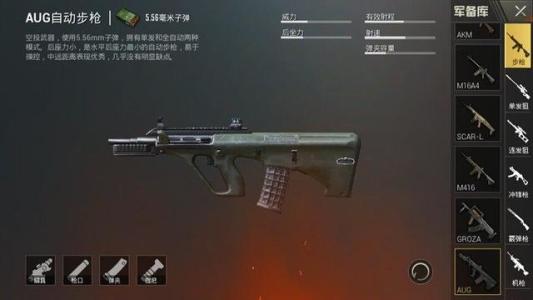 AUG自动步枪
5.56毫米子弹
空投武器，使用5.56mm子弹，拥有单发和全自动两种
模式。后座力小，是水平后座力最小的自动步枪，易于
操控，中远距离表现优秀，几乎没有明显缺点。
威力
有效射程
后坐力
射速
弹夹容量
军备库
AKM
M16A4
SCAR-L
M416
GROZA
AUG
步枪
单发狙
连发狙
冲锋枪
霰弹枪
机枪
瞄具
枪口
弹夹